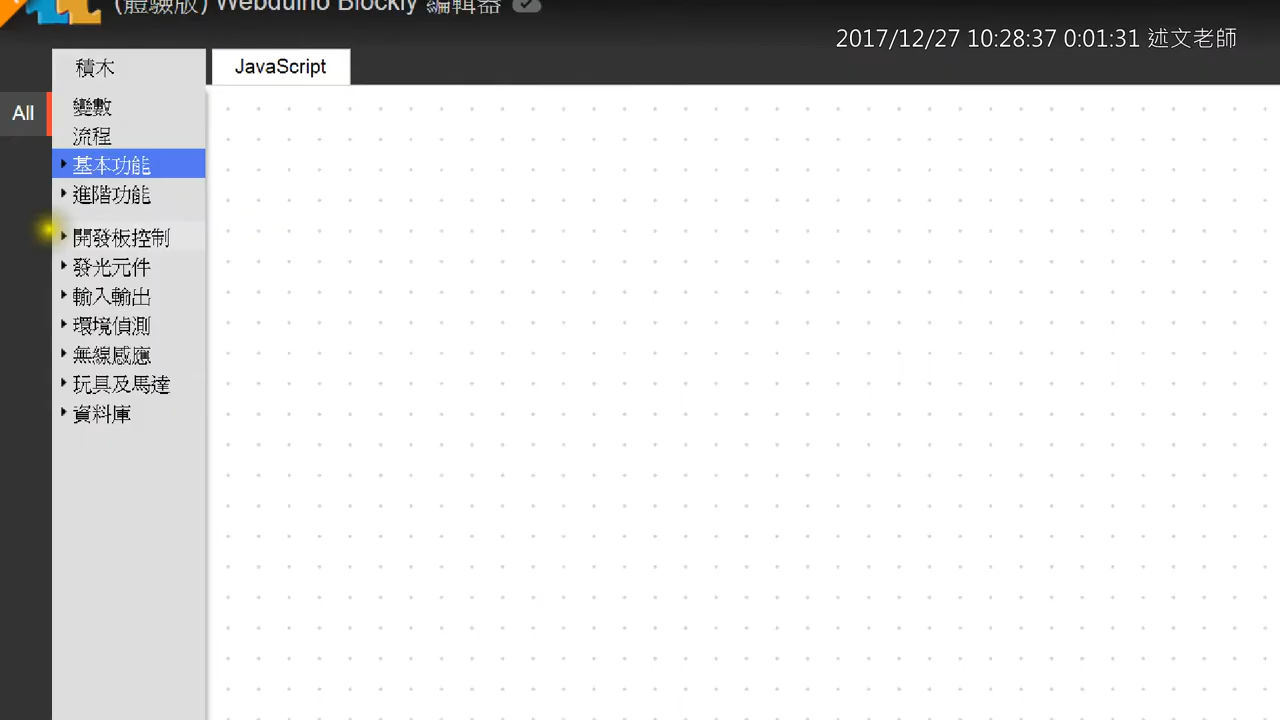 (體驗版) Webduino Blockly 編輯器
2017/12/27 10:28:37 0:01:31 述文老師
積木
JavaScript
All
變數
流程
基本功能
進階功能
開發板控制
發光元件
輸入輸出
環境偵測
無線感應
玩具及馬達
資料庫